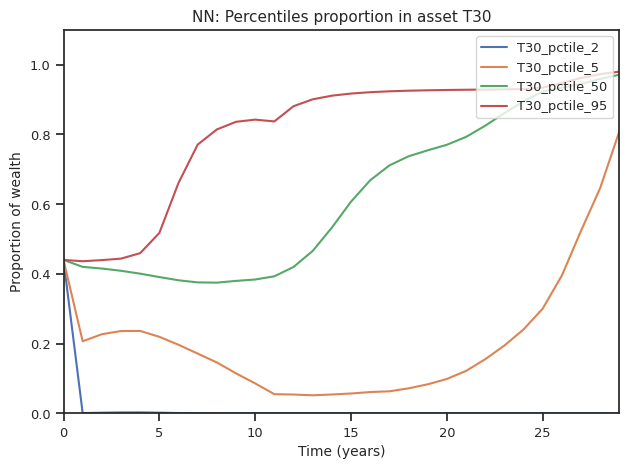 NN: Percentiles proportion in asset T30
T30_pctile_2
T30_pctile_5
T30_pctile_50
T30_pctile_95
Proportion of wealth
1.0
0.8
0.6
0.4
0.2
0.0
0 5 10 15 20 25
Time (years)